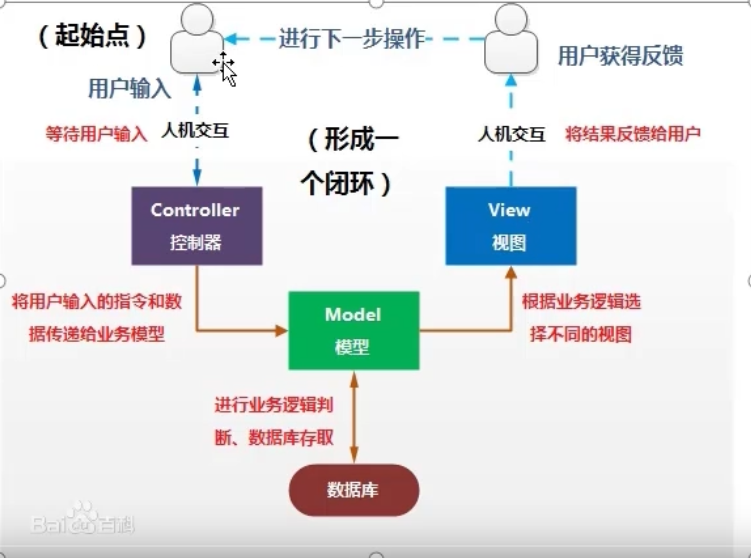 （起始点）
进行下一步操作
用户获得反馈
用户输入
等待用户输入
人机交互
（形成一
个闭环）
人机交互
将结果反馈给用户
Controller
控制器
View
视图
将用户输入的指令和数
据传递给业务模型
Model
模型
根据业务逻辑选
择不同的视图
进行业务逻辑判
断、数据库存取
数据库
Bai百科